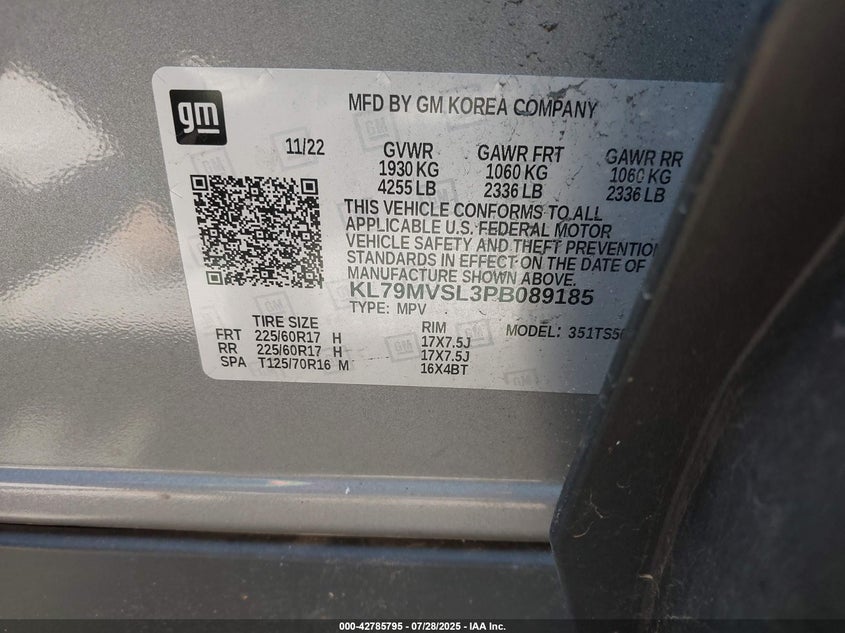 gm
MFD BY GM KOREA COMPANY
11/22
GVWR GAWR FRT GAWR RR
1930 KG 1060 KG 1060 KG
4255 LB 2336 LB 2336 LB
THIS VEHICLE CONFORMS TO ALL
APPLICABLE U.S. FEDERAL MOTOR
VEHICLE SAFETY AND THEFT PREVENTION
STANDARDS IN EFFECT ON THE DATE OF
MANUFACTURE SHOWN ABOVE.
KL79MVSL3PB089185
TYPE: MPV
TIRE SIZE RIM MODEL: 351TS5
FRT 225/60R17 H 17X7.5J
RR 225/60R17 H 17X7.5J
SPA T125/70R16 M 16X4BT
000-42785795 - 07/28/2025 - IAA Inc.